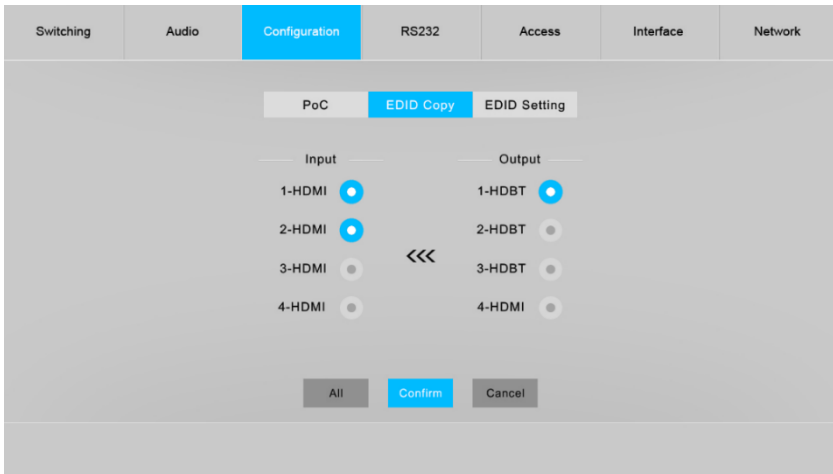 Switching Audio Configuration RS232 Access Interface Network
PoC EDID Copy EDID Setting
Input Output
1-HDMI 1-HDBT
2-HDMI 2-HDBT
<<<
3-HDMI 3-HDBT
4-HDMI 4-HDMI
All Confirm Cancel